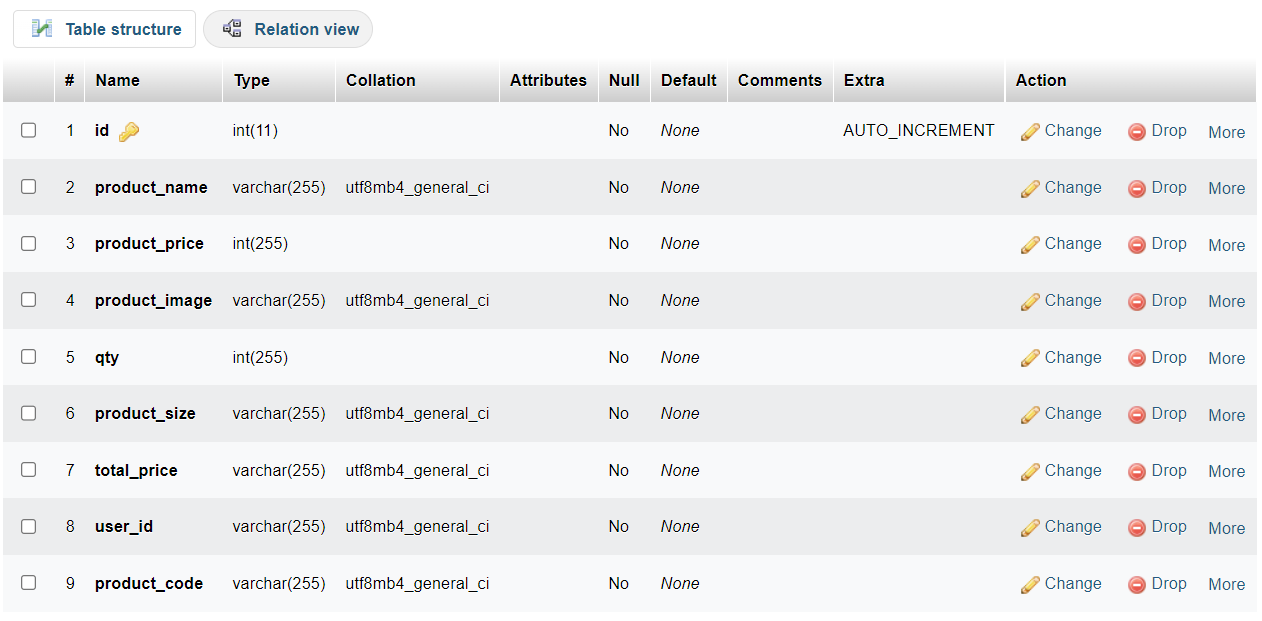 Table structure Relation view
# Name Type Collation Attributes Null Default Comments Extra Action
1 id int(11) No None AUTO_INCREMENT Change Drop More
2 product_name varchar(255) utf8mb4_general_ci No None Change Drop More
3 product_price int(255) No None Change Drop More
4 product_image varchar(255) utf8mb4_general_ci No None Change Drop More
5 qty int(255) No None Change Drop More
6 product_size varchar(255) utf8mb4_general_ci No None Change Drop More
7 total_price varchar(255) utf8mb4_general_ci No None Change Drop More
8 user_id varchar(255) utf8mb4_general_ci No None Change Drop More
9 product_code varchar(255) utf8mb4_general_ci No None Change Drop More